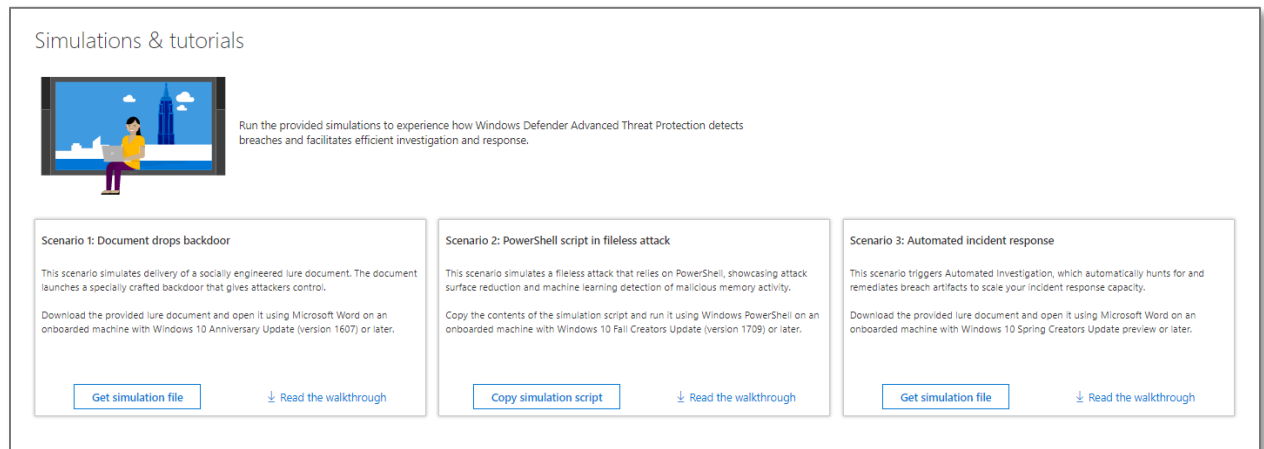 Simulations & tutorials
Run the provided simulations to experience how Windows Defender Advanced Threat Protection detects
breaches and facilitates efficient investigation and response.
Scenario 1: Document drops backdoor
This scenario simulates delivery of a socially engineered lure document. The document
launches a specially crafted backdoor that gives attackers control.
Download the provided lure document and open it using Microsoft Word on an
onboarded machine with Windows 10 Anniversary Update (version 1607) or later.
Get simulation file
Read the walkthrough
Scenario 2: PowerShell script in fileless attack
This scenario simulates a fileless attack that relies on PowerShell, showcasing attack
surface reduction and machine learning detection of malicious memory activity.
Copy the contents of the simulation script and run it using Windows PowerShell on an
onboarded machine with Windows 10 Fall Creators Update (version 1709) or later.
Copy simulation script
Read the walkthrough
Scenario 3: Automated incident response
This scenario triggers Automated Investigation, which automatically hunts for and
remediates breach artifacts to scale your incident response capacity.
Download the provided lure document and open it using Microsoft Word on an
onboarded machine with Windows 10 Spring Creators Update preview or later.
Get simulation file
Read the walkthrough